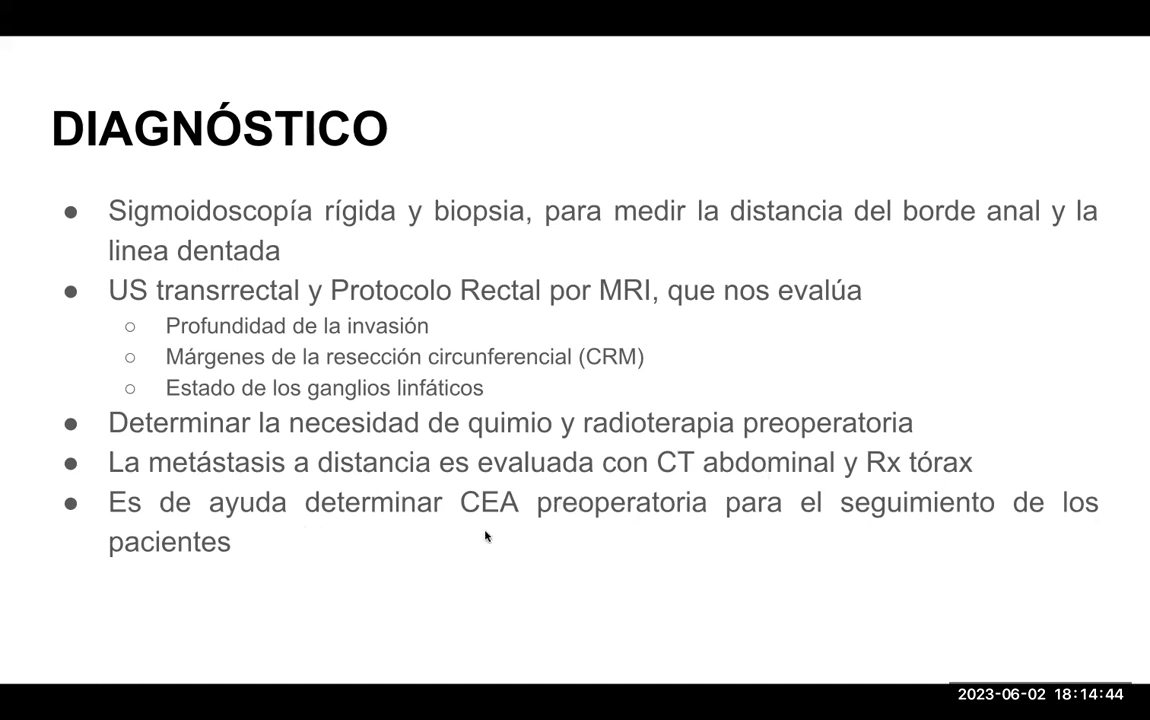 DIAGNÓSTICO
● Sigmoidoscopía rígida y biopsia, para medir la distancia del borde anal y la
linea dentada
● US transrrectal y Protocolo Rectal por MRI, que nos evalúa
○ Profundidad de la invasión
○ Márgenes de la resección circunferencial (CRM)
○ Estado de los ganglios linfáticos
● Determinar la necesidad de quimio y radioterapia preoperatoria
● La metástasis a distancia es evaluada con CT abdominal y Rx tórax
● Es de ayuda determinar CEA preoperatoria para el seguimiento de los
pacientes
2023-06-02 18:14:44